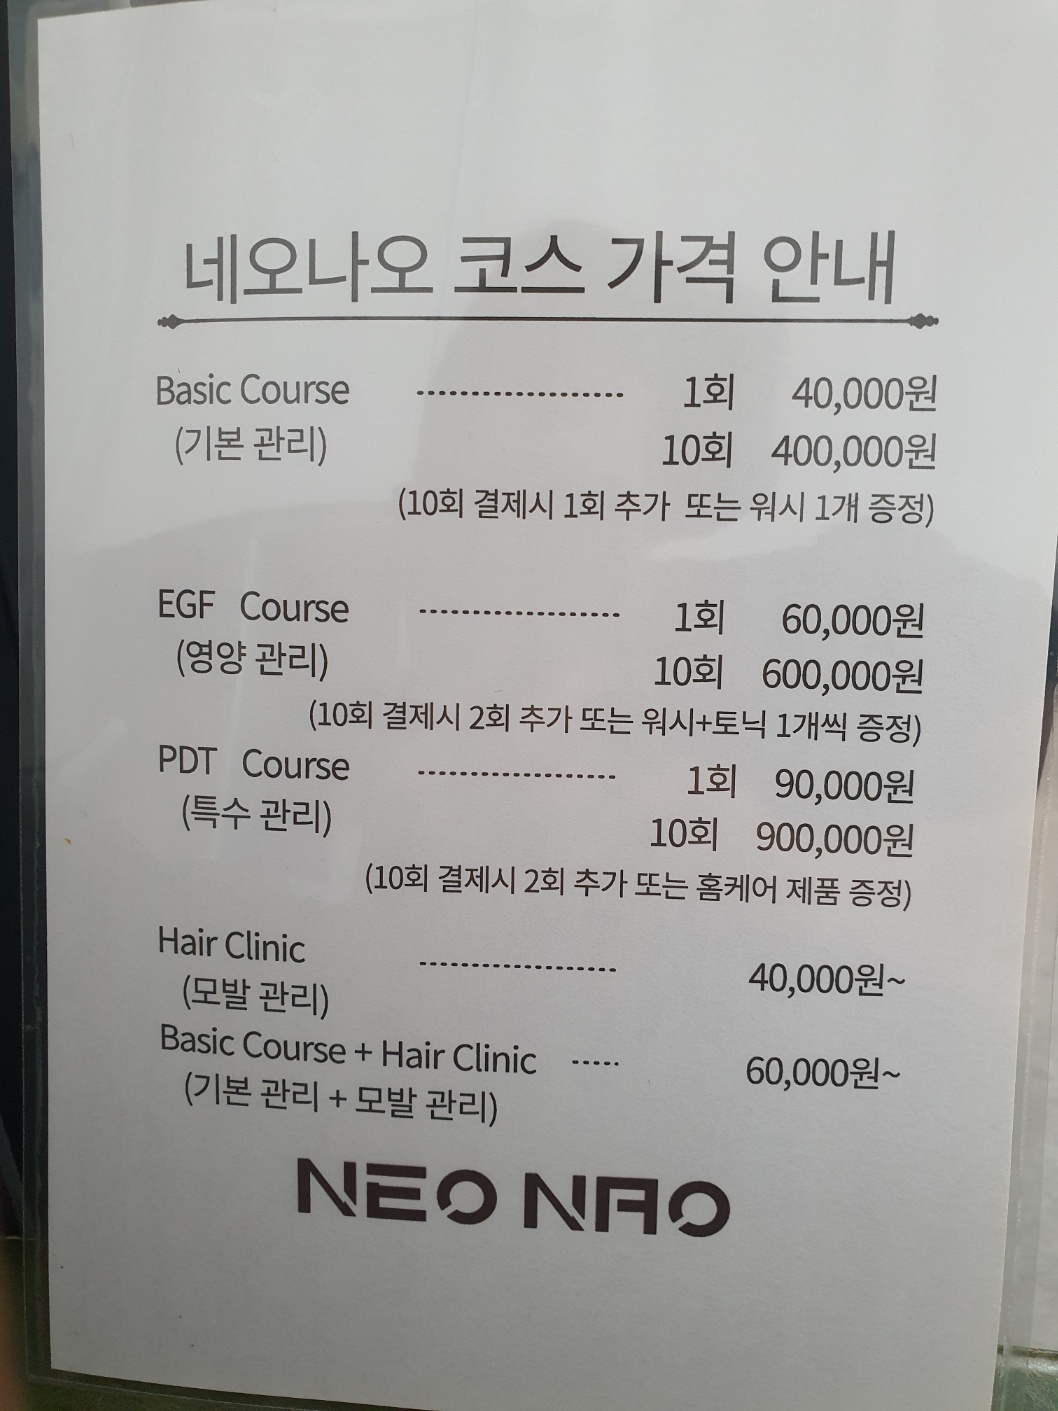 네오나오 코스 가격 안내
Basic Course ------------------- 1회 40,000원
(기본 관리) 10회 400,000원
(10회 결제시 1회 추가 또는 워시 1개 증정)
EGF Course ------------------- 1회 60,000원
(영양 관리) 10회 600,000원
(10회 결제시 2회 추가 또는 워시+토닉 1개씩 증정)
PDT Course ------------------- 1회 90,000원
(특수 관리) 10회 900,000원
(10회 결제시 2회 추가 또는 홈케어 제품 증정)
Hair Clinic ------------------- 40,000원~
(모발 관리)
Basic Course + Hair Clinic ----- 60,000원~
(기본 관리 + 모발 관리)
NEO NAO